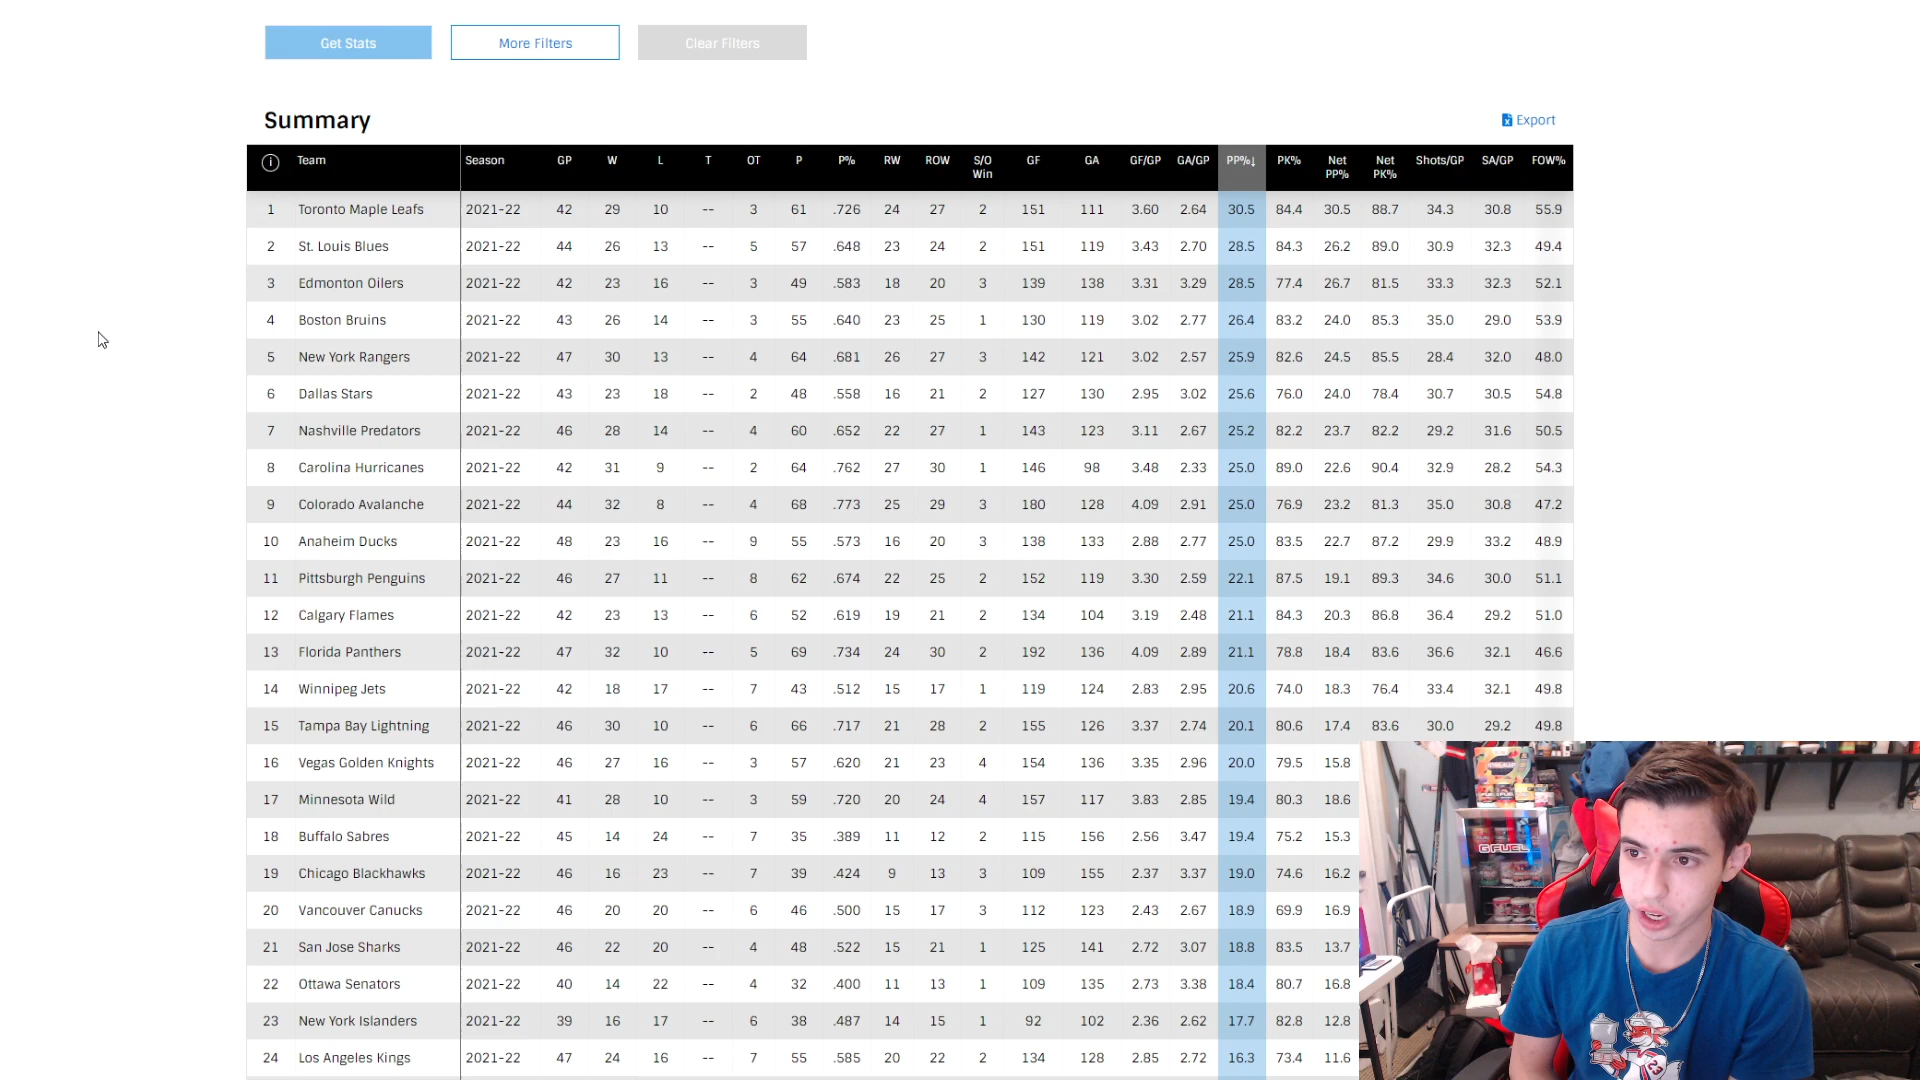 Get Stats More Filters Clear Filters
Summary Export
i Team Season GP W L T OT P P% RW ROW S/O Win GF GA GF/GP GA/GP PP%↓ PK% Net PP% Net PK% Shots/GP SA/GP FOW%
1 Toronto Maple Leafs 2021-22 42 29 10 -- 3 61 .726 24 27 2 151 111 3.60 2.64 30.5 84.4 30.5 88.7 34.3 30.8 55.9
2 St. Louis Blues 2021-22 44 26 13 -- 5 57 .648 23 24 2 151 119 3.43 2.70 28.5 84.3 26.2 89.0 30.9 32.3 49.4
3 Edmonton Oilers 2021-22 42 23 16 -- 3 49 .583 18 20 3 139 138 3.31 3.29 28.5 77.4 26.7 81.5 33.3 32.3 52.1
4 Boston Bruins 2021-22 43 26 14 -- 3 55 .640 23 25 1 130 119 3.02 2.77 26.4 83.2 24.0 85.3 35.0 29.0 53.9
5 New York Rangers 2021-22 47 30 13 -- 4 64 .681 26 27 3 142 121 3.02 2.57 25.9 82.6 24.5 85.5 28.4 32.0 48.0
6 Dallas Stars 2021-22 43 23 18 -- 2 48 .558 16 21 2 127 130 2.95 3.02 25.6 76.0 24.0 78.4 30.7 30.5 54.8
7 Nashville Predators 2021-22 46 28 14 -- 4 60 .652 22 27 1 143 123 3.11 2.67 25.2 82.2 23.7 82.2 29.2 31.6 50.5
8 Carolina Hurricanes 2021-22 42 31 9 -- 2 64 .762 27 30 1 146 98 3.48 2.33 25.0 89.0 22.6 90.4 32.9 28.2 54.3
9 Colorado Avalanche 2021-22 44 32 8 -- 4 68 .773 25 29 3 180 128 4.09 2.91 25.0 76.9 23.2 81.3 35.0 30.8 47.2
10 Anaheim Ducks 2021-22 48 23 16 -- 9 55 .573 16 20 3 138 133 2.88 2.77 25.0 83.5 22.7 87.2 29.9 33.2 48.9
11 Pittsburgh Penguins 2021-22 46 27 11 -- 8 62 .674 22 25 2 152 119 3.30 2.59 22.1 87.5 19.1 89.3 34.6 30.0 51.1
12 Calgary Flames 2021-22 42 23 13 -- 6 52 .619 19 21 2 134 104 3.19 2.48 21.1 84.3 20.3 86.8 36.4 29.2 51.0
13 Florida Panthers 2021-22 47 32 10 -- 5 69 .734 24 30 2 192 136 4.09 2.89 21.1 78.8 18.4 83.6 36.6 32.1 46.6
14 Winnipeg Jets 2021-22 42 18 17 -- 7 43 .512 15 17 1 119 124 2.83 2.95 20.6 74.0 18.3 76.4 33.4 32.1 49.8
15 Tampa Bay Lightning 2021-22 46 30 10 -- 6 66 .717 21 28 2 155 126 3.37 2.74 20.1 80.6 17.4 83.6 30.0 29.2 49.8
16 Vegas Golden Knights 2021-22 46 27 16 -- 3 57 .620 21 23 4 154 136 3.35 2.96 20.0 79.5 15.8
17 Minnesota Wild 2021-22 41 28 10 -- 3 59 .720 20 24 4 157 117 3.83 2.85 19.4 80.3 18.6
18 Buffalo Sabres 2021-22 45 14 24 -- 7 35 .389 11 12 2 115 156 2.56 3.47 19.4 75.2 15.3
19 Chicago Blackhawks 2021-22 46 16 23 -- 7 39 .424 9 13 3 109 155 2.37 3.37 19.0 74.6 16.2
20 Vancouver Canucks 2021-22 46 20 20 -- 6 46 .500 15 17 3 112 123 2.43 2.67 18.9 69.9 16.9
21 San Jose Sharks 2021-22 46 22 20 -- 4 48 .522 15 21 1 125 141 2.72 3.07 18.8 83.5 13.7
22 Ottawa Senators 2021-22 40 14 22 -- 4 32 .400 11 13 1 109 135 2.73 3.38 18.4 80.7 16.8
23 New York Islanders 2021-22 39 16 17 -- 6 38 .487 14 15 1 92 102 2.36 2.62 17.7 82.8 12.8
24 Los Angeles Kings 2021-22 47 24 16 -- 7 55 .585 20 22 2 134 128 2.85 2.72 16.3 73.4 11.6
G FUEL
23